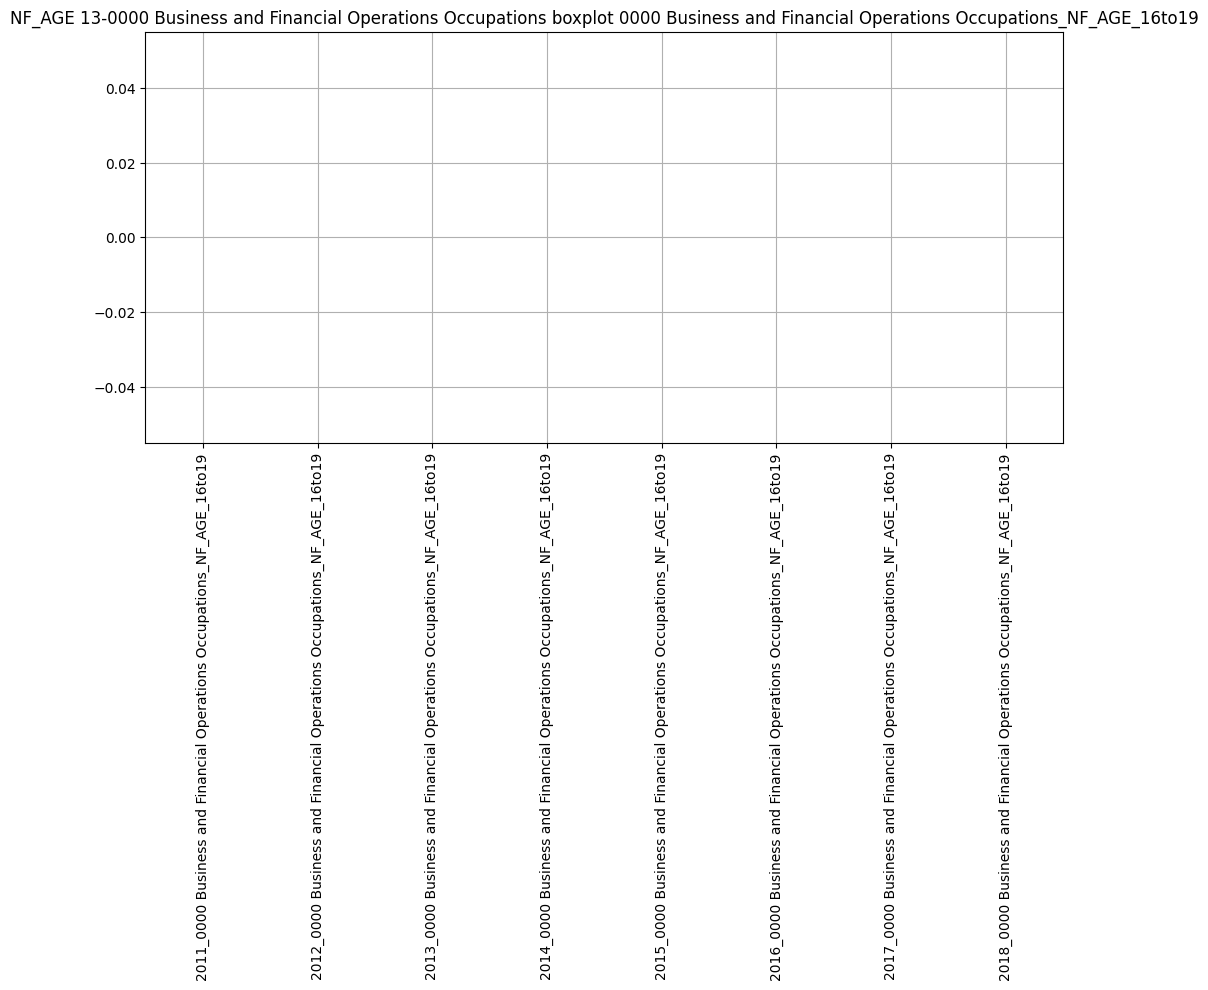 NF_AGE 13-0000 Business and Financial Operations Occupations boxplot 0000 Business and Financial Operations Occupations_NF_AGE_16to19
0.04
0.02
0.00
−0.02
−0.04
2011_0000 Business and Financial Operations Occupations_NF_AGE_16to19
2012_0000 Business and Financial Operations Occupations_NF_AGE_16to19
2013_0000 Business and Financial Operations Occupations_NF_AGE_16to19
2014_0000 Business and Financial Operations Occupations_NF_AGE_16to19
2015_0000 Business and Financial Operations Occupations_NF_AGE_16to19
2016_0000 Business and Financial Operations Occupations_NF_AGE_16to19
2017_0000 Business and Financial Operations Occupations_NF_AGE_16to19
2018_0000 Business and Financial Operations Occupations_NF_AGE_16to19